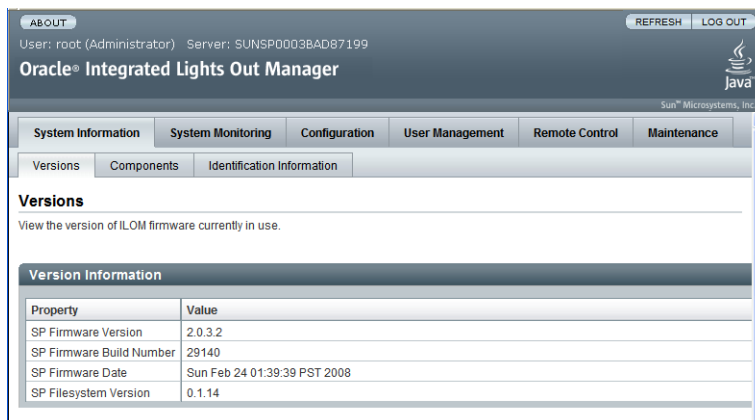 ABOUT
REFRESH LOG OUT
User: root (Administrator) Server: SUNSP0003BAD87199
Oracle® Integrated Lights Out Manager
Java
Sun™ Microsystems, Inc
System Information System Monitoring Configuration User Management Remote Control Maintenance
Versions Components Identification Information
Versions
View the version of ILOM firmware currently in use.
Version Information
Property Value
SP Firmware Version 2.0.3.2
SP Firmware Build Number 29140
SP Firmware Date Sun Feb 24 01:39:39 PST 2008
SP Filesystem Version 0.1.14